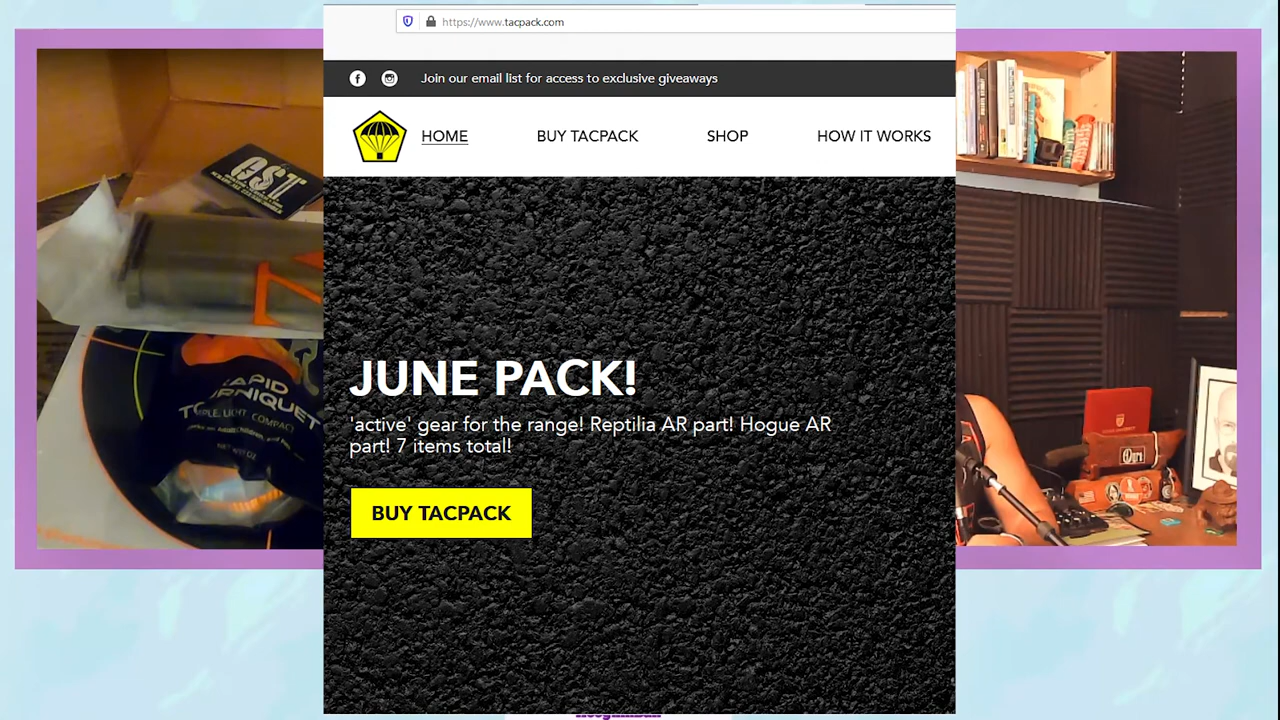 https://www.tacpack.com
Join our email list for access to exclusive giveaways
HOME
BUY TACPACK
SHOP
HOW IT WORKS
GST
RAPID
TOURNIQUET
COMPACT
JUNE PACK!
'active' gear for the range! Reptilia AR part! Hogue AR
part! 7 items total!
BUY TACPACK